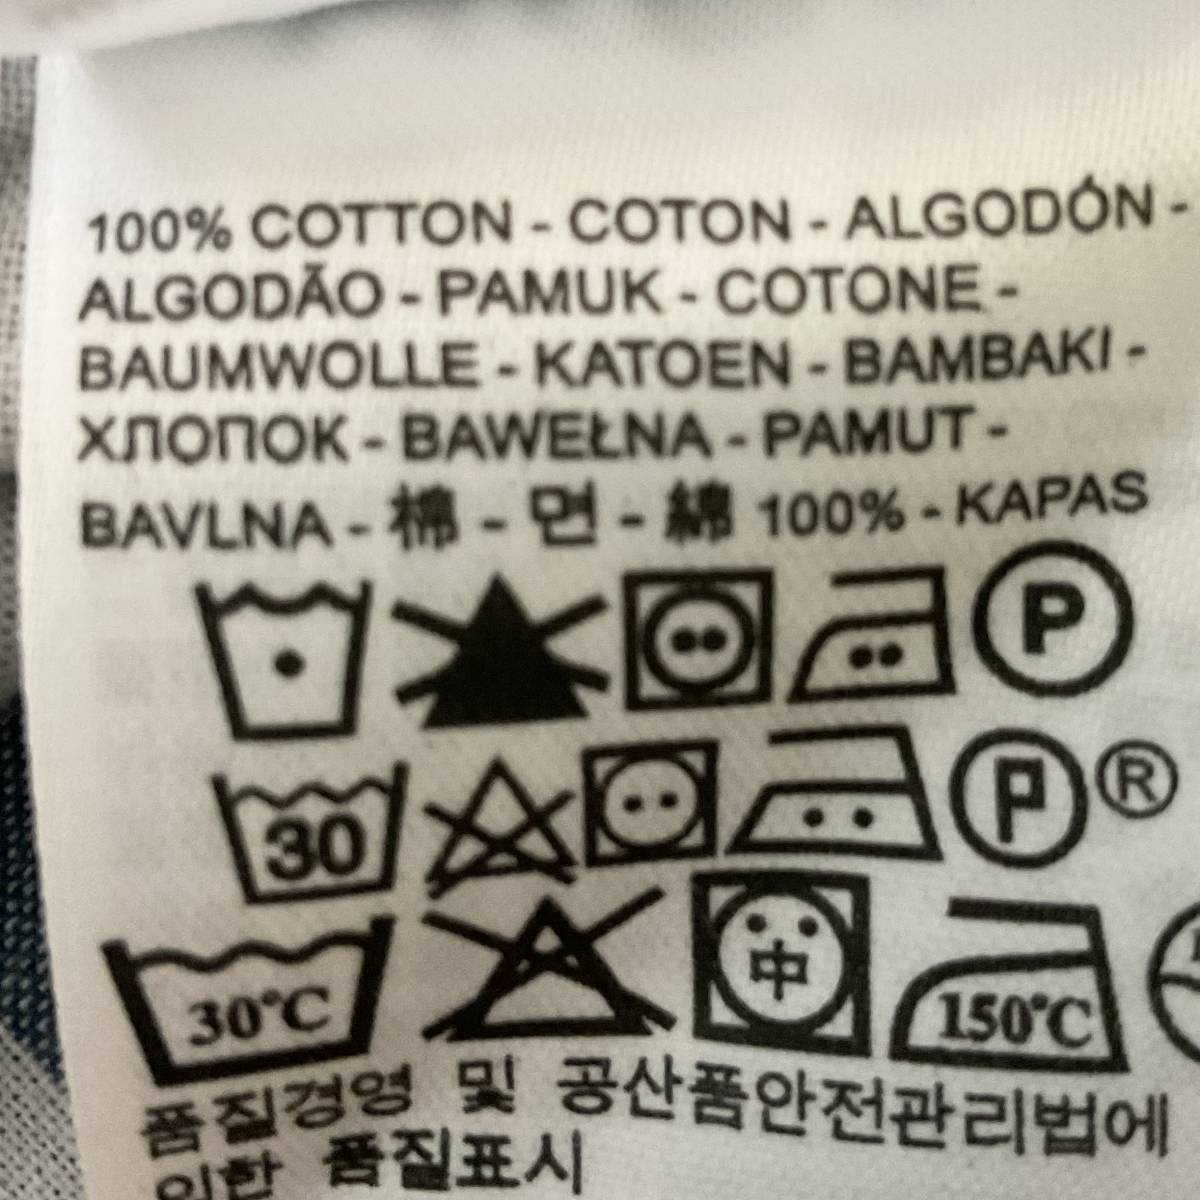 100% COTTON - COTON - ALGODÓN -
ALGODÃO - PAMUK - COTONE -
BAUMWOLLE - KATOEN - BAMBAKI -
ХЛОПОК - BAWEŁNA - PAMUT -
BAVLNA - 棉 - 면 - 綿 100% - KAPAS
P
30 P ®
30°C 中 150°C
품질경영 및 공산품안전관리법에
의한 품질표시